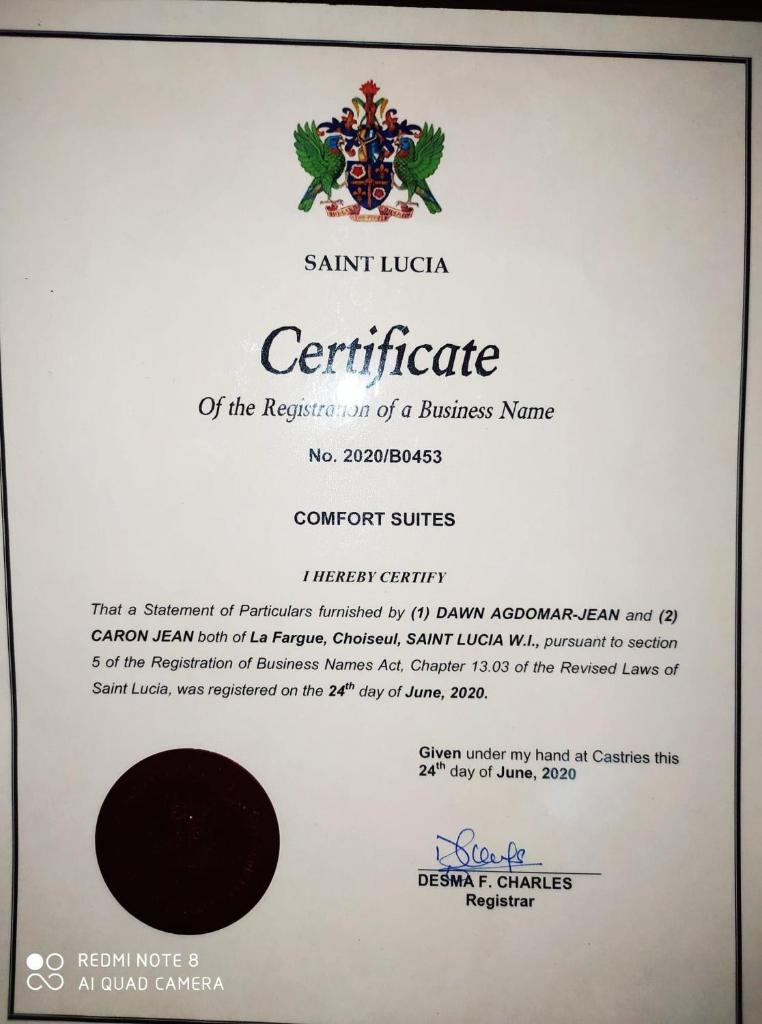 SAINT LUCIA
Certificate
Of the Registration of a Business Name
No. 2020/B0453
COMFORT SUITES
I HEREBY CERTIFY
That a Statement of Particulars furnished by (1) DAWN AGDOMAR-JEAN and (2)
CARON JEAN both of La Fargue, Choiseul, SAINT LUCIA W.I., pursuant to section
5 of the Registration of Business Names Act, Chapter 13.03 of the Revised Laws of
Saint Lucia, was registered on the 24th day of June, 2020.
Given under my hand at Castries this
24th day of June, 2020
DESMA F. CHARLES
Registrar
REDMI NOTE 8
AI QUAD CAMERA